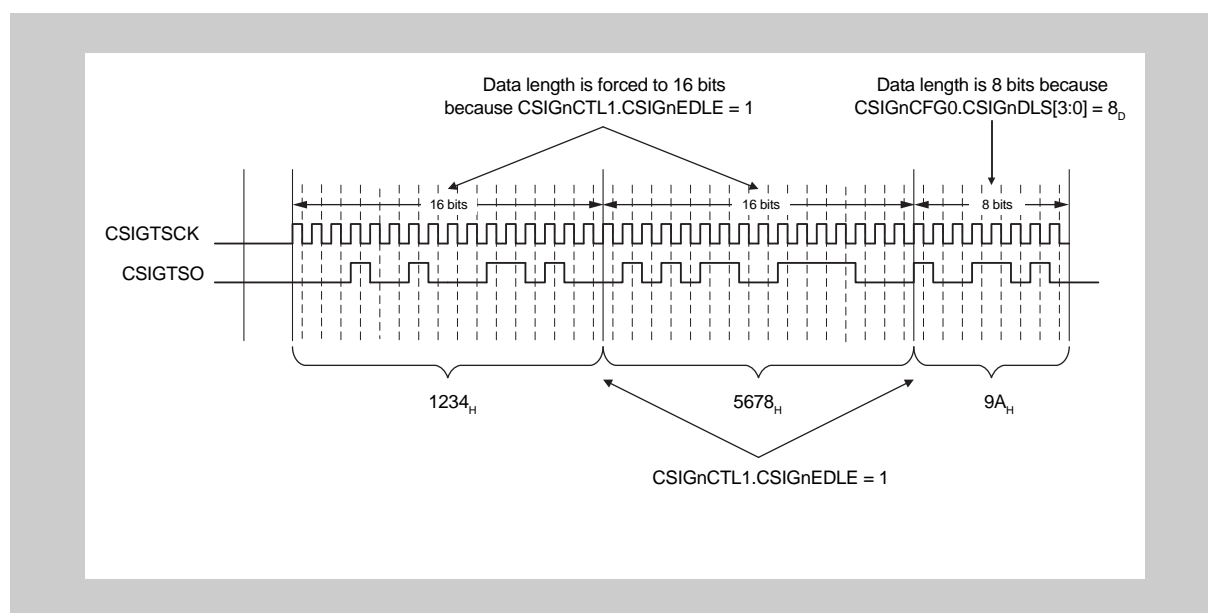 Data length is forced to 16 bits
because CSIGnCTL1.CSIGnEDLE = 1
Data length is 8 bits because
CSIGnCFG0.CSIGnDLS[3:0] = 8D
16 bits
16 bits
8 bits
CSIGTSCK
CSIGTSO
1234H
5678H
9AH
CSIGnCTL1.CSIGnEDLE = 1